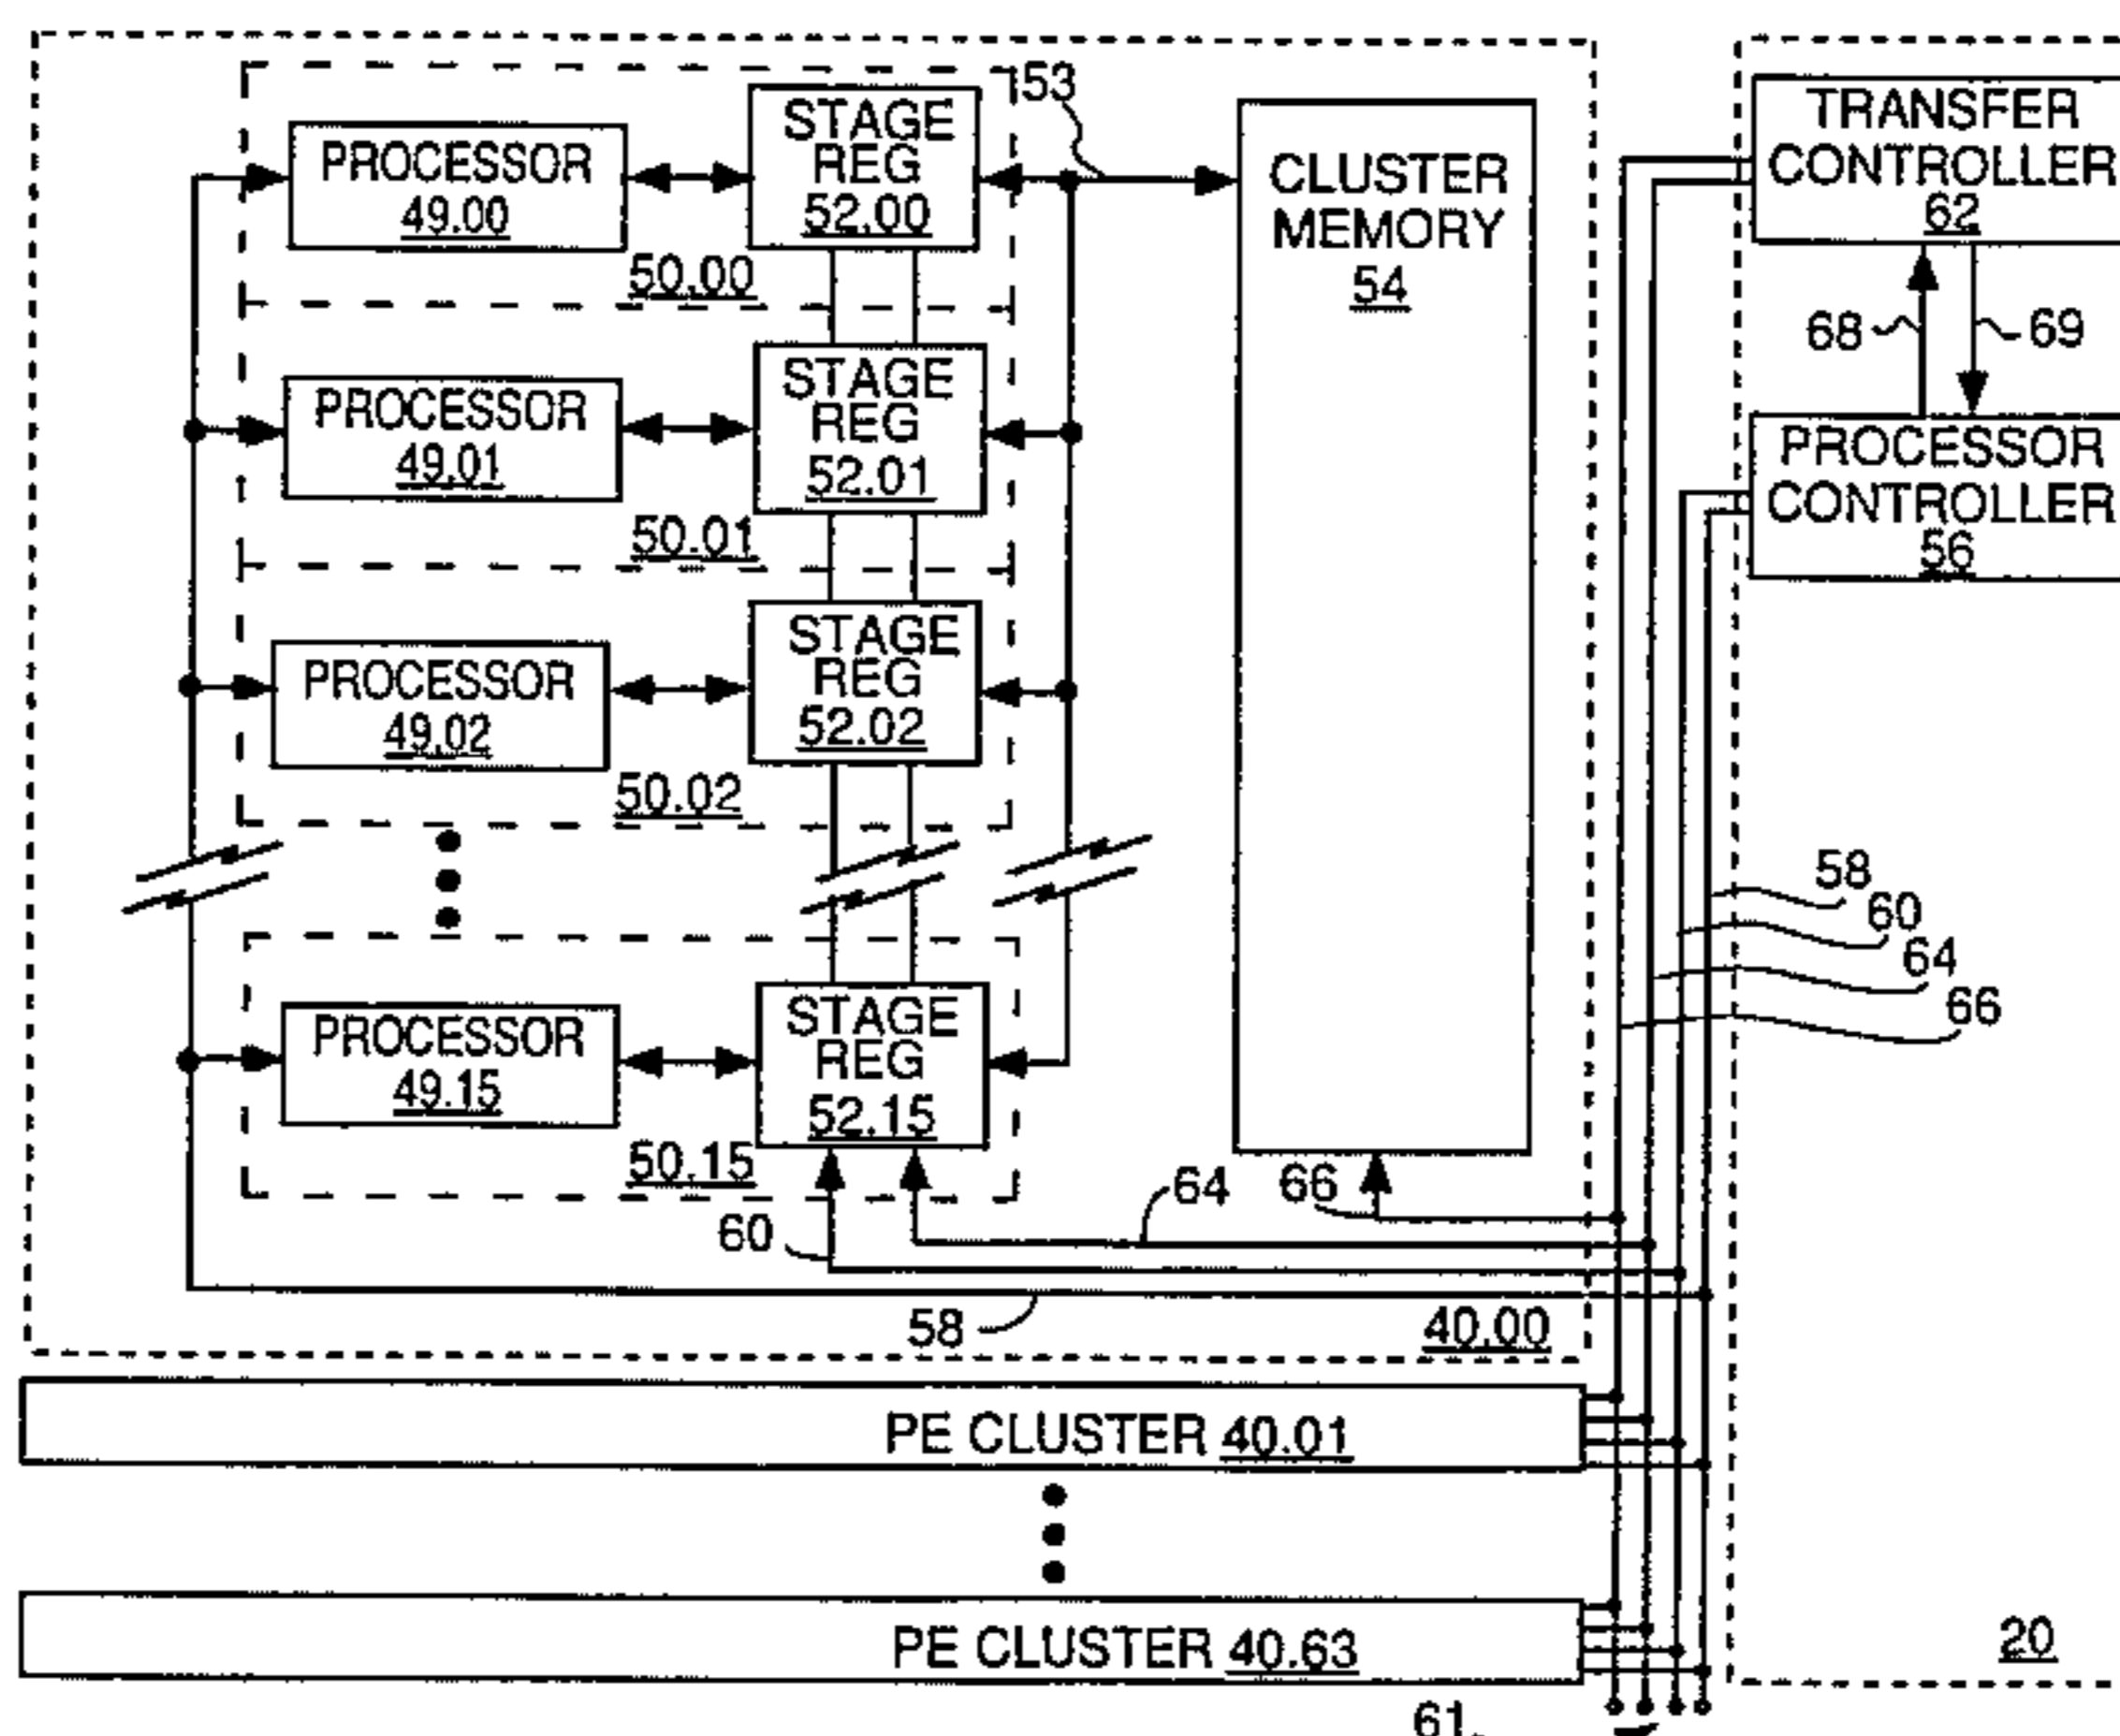 STAGE
REG
52.00
PROCESSOR
49.00
50.00
53
CLUSTER
MEMORY
54
TRANSFER
CONTROLLER
62
68
69
STAGE
REG
52.01
PROCESSOR
49.01
50.01
PROCESSOR
CONTROLLER
56
STAGE
REG
52.02
PROCESSOR
49.02
50.02
58
60
64
66
STAGE
REG
52.15
PROCESSOR
49.15
50.15
60
64
66
58
40.00
PE CLUSTER 40.01
PE CLUSTER 40.63
20
61